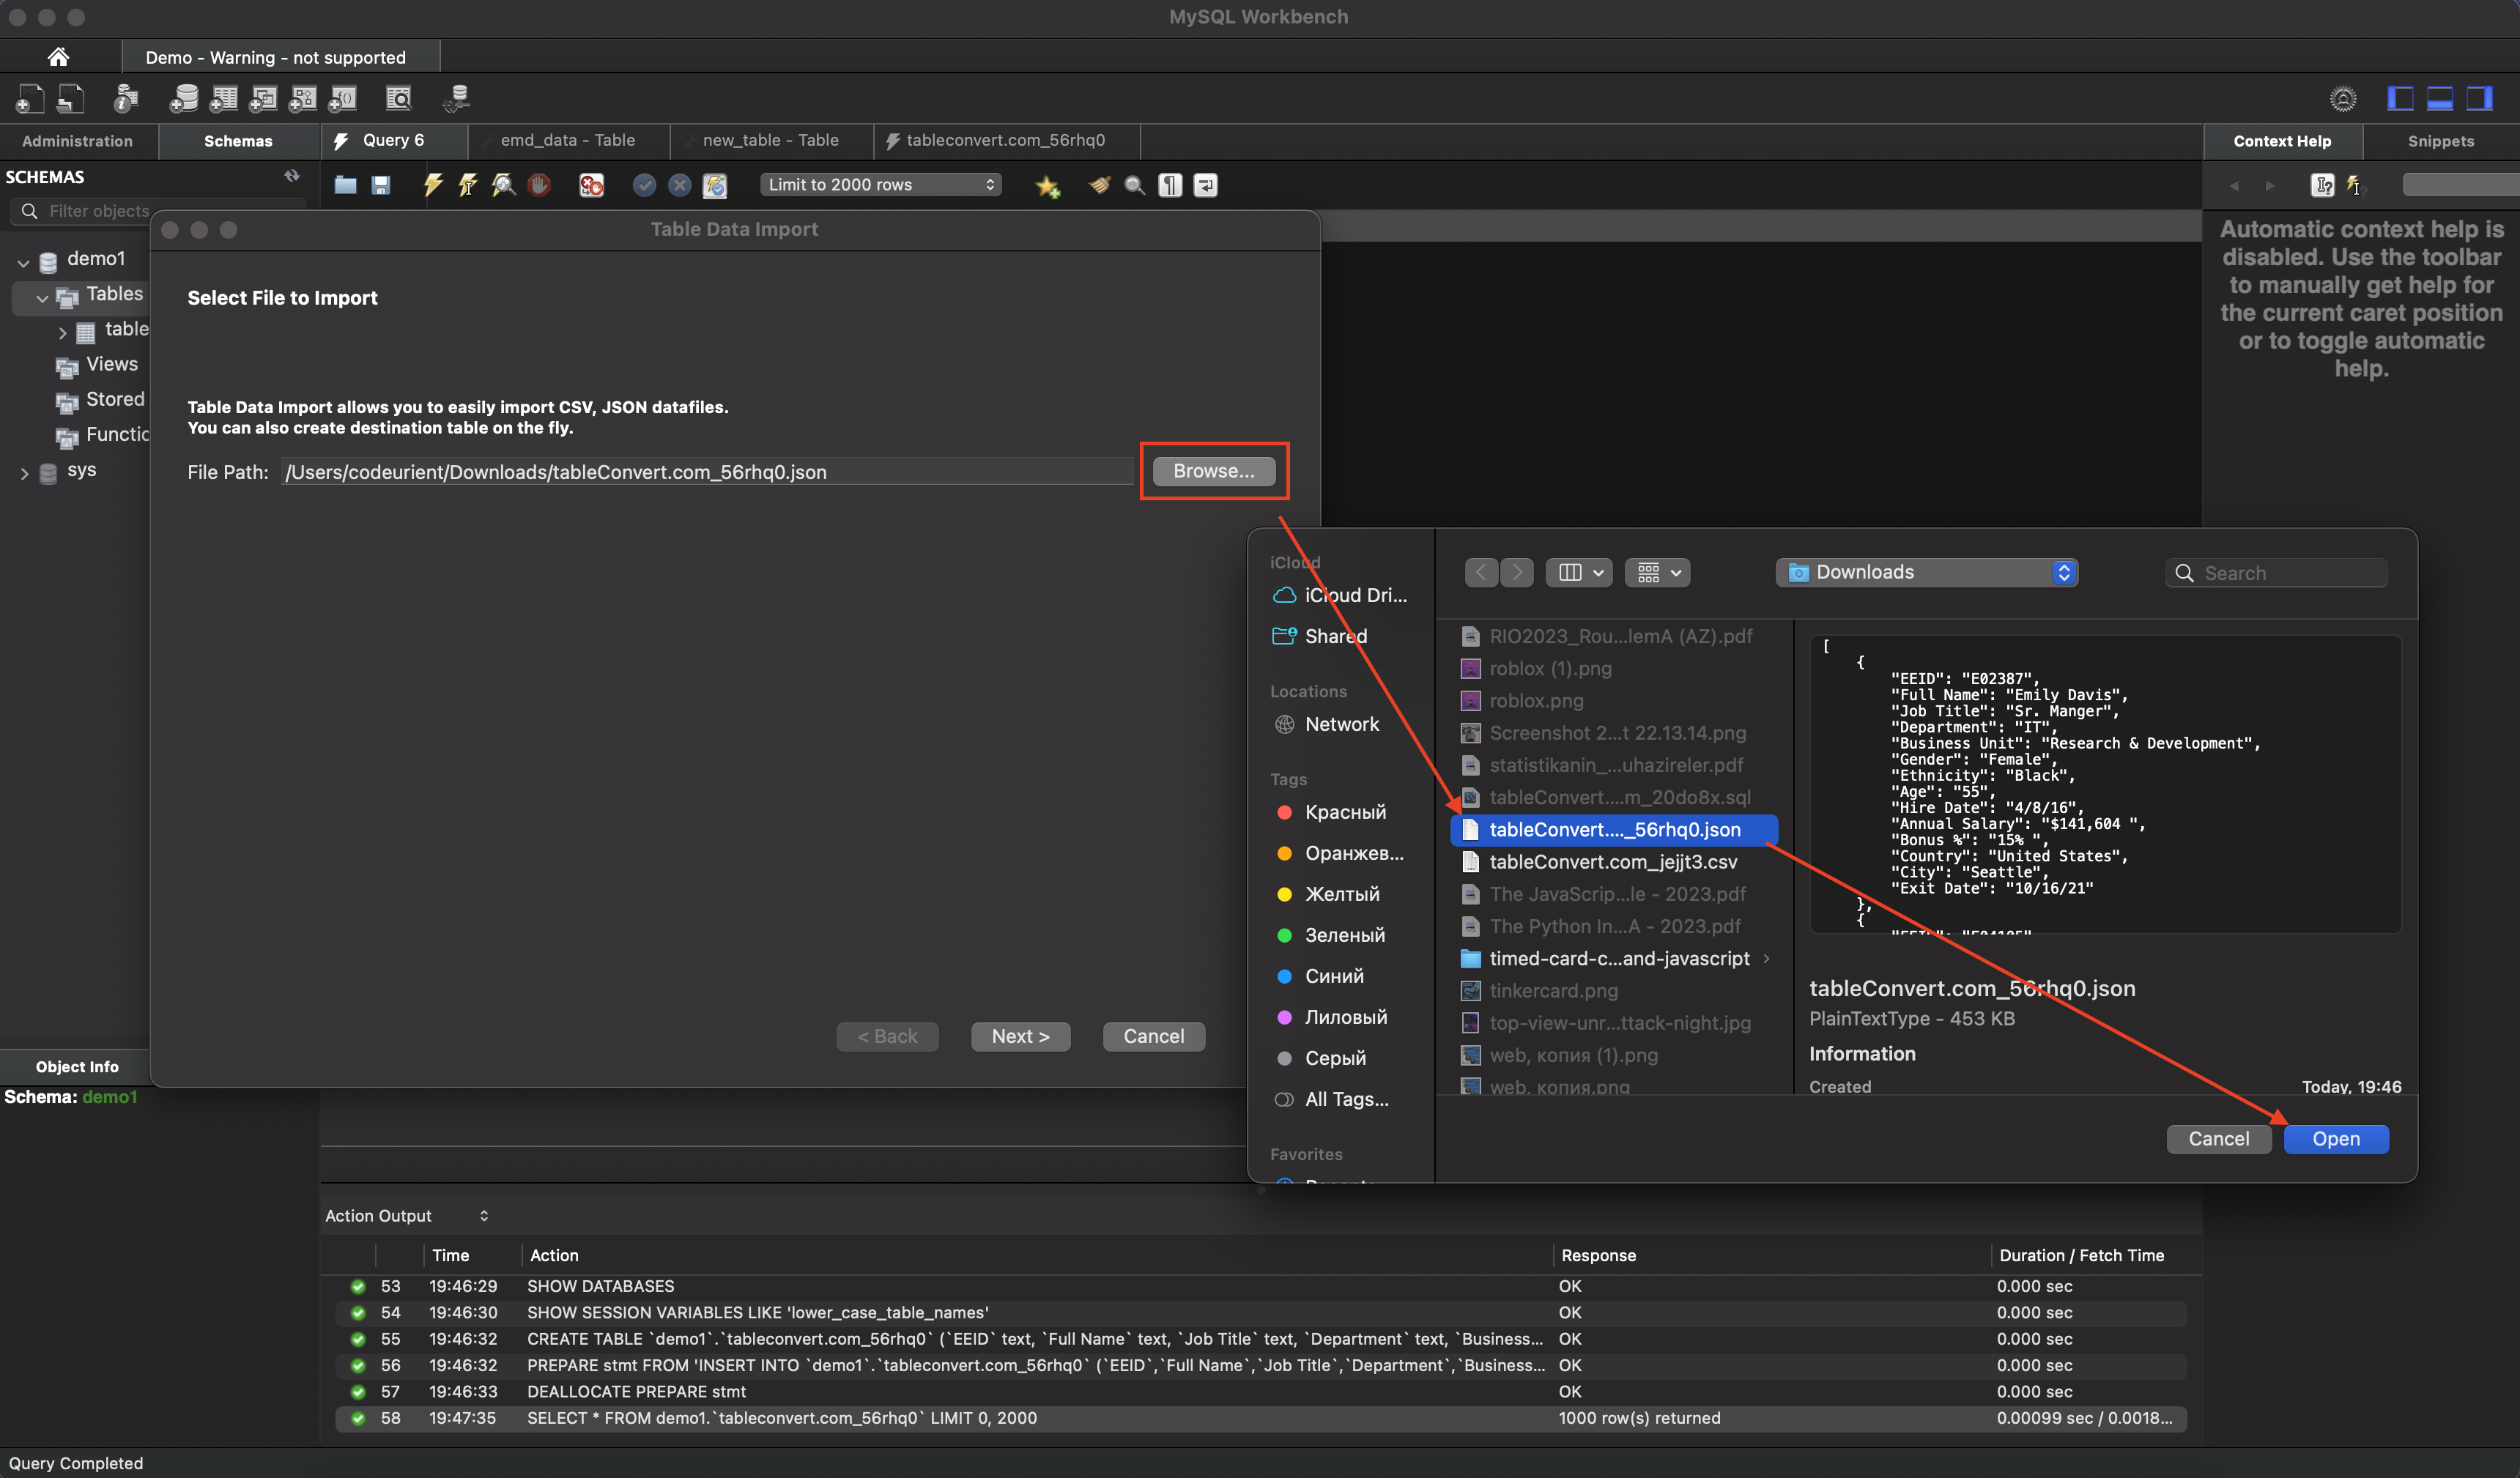 MySQL Workbench
Demo - Warning - not supported
Administration
Schemas
Query 6
emd_data - Table
new_table - Table
tableconvert.com_56rhq0
Context Help
Snippets
SCHEMAS
Limit to 2000 rows
Filter objects
demo1
Tables
table
Views
Stored
Functio
sys
Table Data Import
Select File to Import
Table Data Import allows you to easily import CSV, JSON datafiles.
You can also create destination table on the fly.
File Path: /Users/codeurient/Downloads/tableConvert.com_56rhq0.json
Browse...
< Back
Next >
Cancel
Automatic context help is
disabled. Use the toolbar
to manually get help for
the current caret position
or to toggle automatic
help.
iCloud
iCloud Dri...
Shared
Locations
Network
Tags
Красный
Оранжев...
Желтый
Зеленый
Синий
Лиловый
Серый
All Tags...
Favorites
Downloads
Search
RIO2023_Rou...lemA (AZ).pdf
roblox (1).png
roblox.png
Screenshot 2...t 22.13.14.png
statistikanin_...uhazireler.pdf
tableConvert....m_20do8x.sql
tableConvert...._56rhq0.json
tableConvert.com_jejjt3.csv
The JavaScrip...le - 2023.pdf
The Python In...A - 2023.pdf
timed-card-c...and-javascript
tinkercard.png
top-view-unr...ttack-night.jpg
web, копия (1).png
web, копия.png
[
{
"EEID": "E02387",
"Full Name": "Emily Davis",
"Job Title": "Sr. Manger",
"Department": "IT",
"Business Unit": "Research & Development",
"Gender": "Female",
"Ethnicity": "Black",
"Age": "55",
"Hire Date": "4/8/16",
"Annual Salary": "$141,604 ",
"Bonus %": "15% ",
"Country": "United States",
"City": "Seattle",
"Exit Date": "10/16/21"
},
{
tableConvert.com_56rhq0.json
PlainTextType - 453 KB
Information
Created Today, 19:46
Cancel
Open
Object Info
Schema: demo1
Action Output
Time Action Response Duration / Fetch Time
53 19:46:29 SHOW DATABASES OK 0.000 sec
54 19:46:30 SHOW SESSION VARIABLES LIKE 'lower_case_table_names' OK 0.000 sec
55 19:46:32 CREATE TABLE `demo1`.`tableconvert.com_56rhq0` (`EEID` text, `Full Name` text, `Job Title` text, `Department` text, `Business... OK 0.000 sec
56 19:46:32 PREPARE stmt FROM 'INSERT INTO `demo1`.`tableconvert.com_56rhq0` (`EEID`,`Full Name`,`Job Title`,`Department`,`Business... OK 0.000 sec
57 19:46:33 DEALLOCATE PREPARE stmt OK 0.000 sec
58 19:47:35 SELECT * FROM demo1.`tableconvert.com_56rhq0` LIMIT 0, 2000 1000 row(s) returned 0.00099 sec / 0.0018...
Query Completed